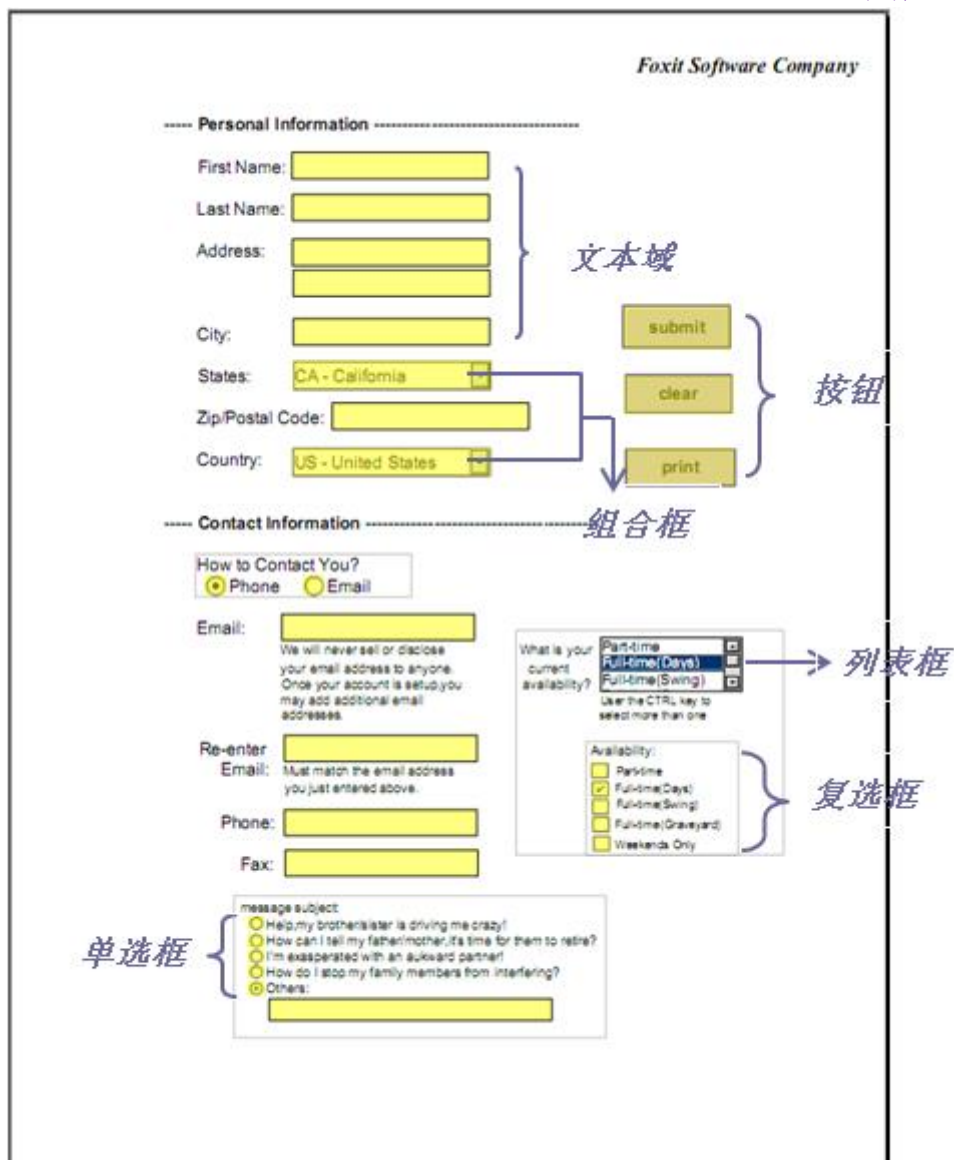 Foxit Software Company
----- Personal Information -----
First Name:
Last Name:
Address:
文本域
City:
submit
States: CA - California
clear
按钮
Zip/Postal Code:
Country: US - United States
print
----- Contact Information -----
組合框
How to Contact You?
Phone Email
Email:
We will never sell or disclose
your email address to anyone.
Once your account is setup,you
may add additional email
addresses.
What is your
current
availability?
Part-time
Full-time(Days)
Full-time(Swing)
列表框
User the CTRL key to
select more than one
Re-enter
Email:
Must match the email address
you just entered above.
Availability:
Part-time
Full-time(Days)
Full-time(Swing)
Full-time(Graveyard)
Weekends Only
复选框
Phone:
Fax:
message subject:
Help,my brother/sister is driving me crazy!
How can I tell my father/mother,it's time for them to retire?
I'm exasperated with an aukward partner!
How do I stop my family members from interfering?
Others:
单选框